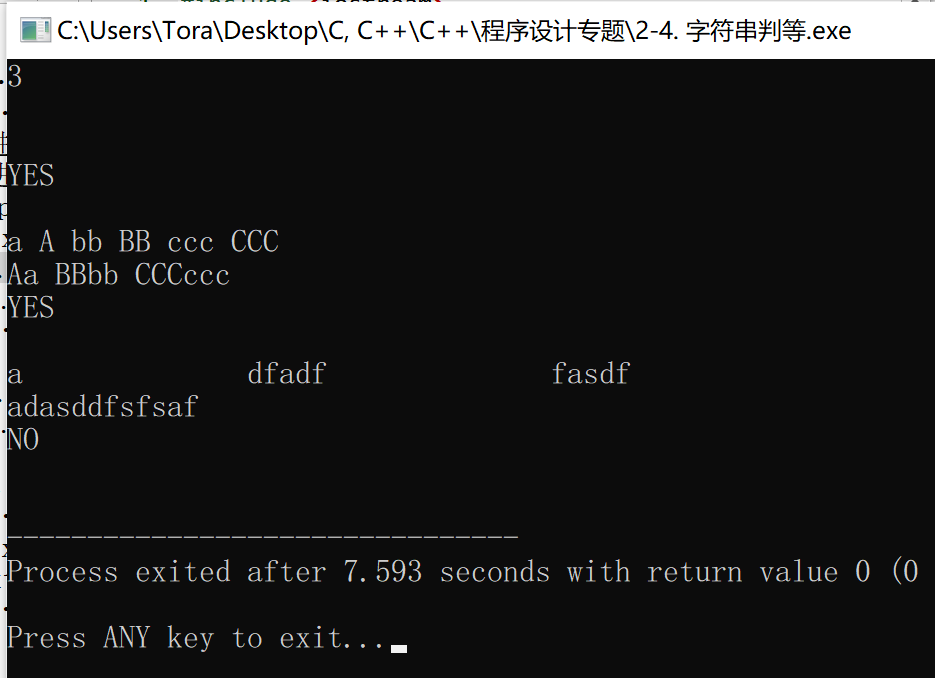 C:\Users\Tora\Desktop\C, C++\C++\程序设计专题\2-4. 字符串判等.exe
3
YES
a A bb BB ccc CCC
Aa BBbb CCCccc
YES
a dfadf fasdf
adasddfsfsaf
NO
--------------------------------
Process exited after 7.593 seconds with return value 0 (0
Press ANY key to exit...